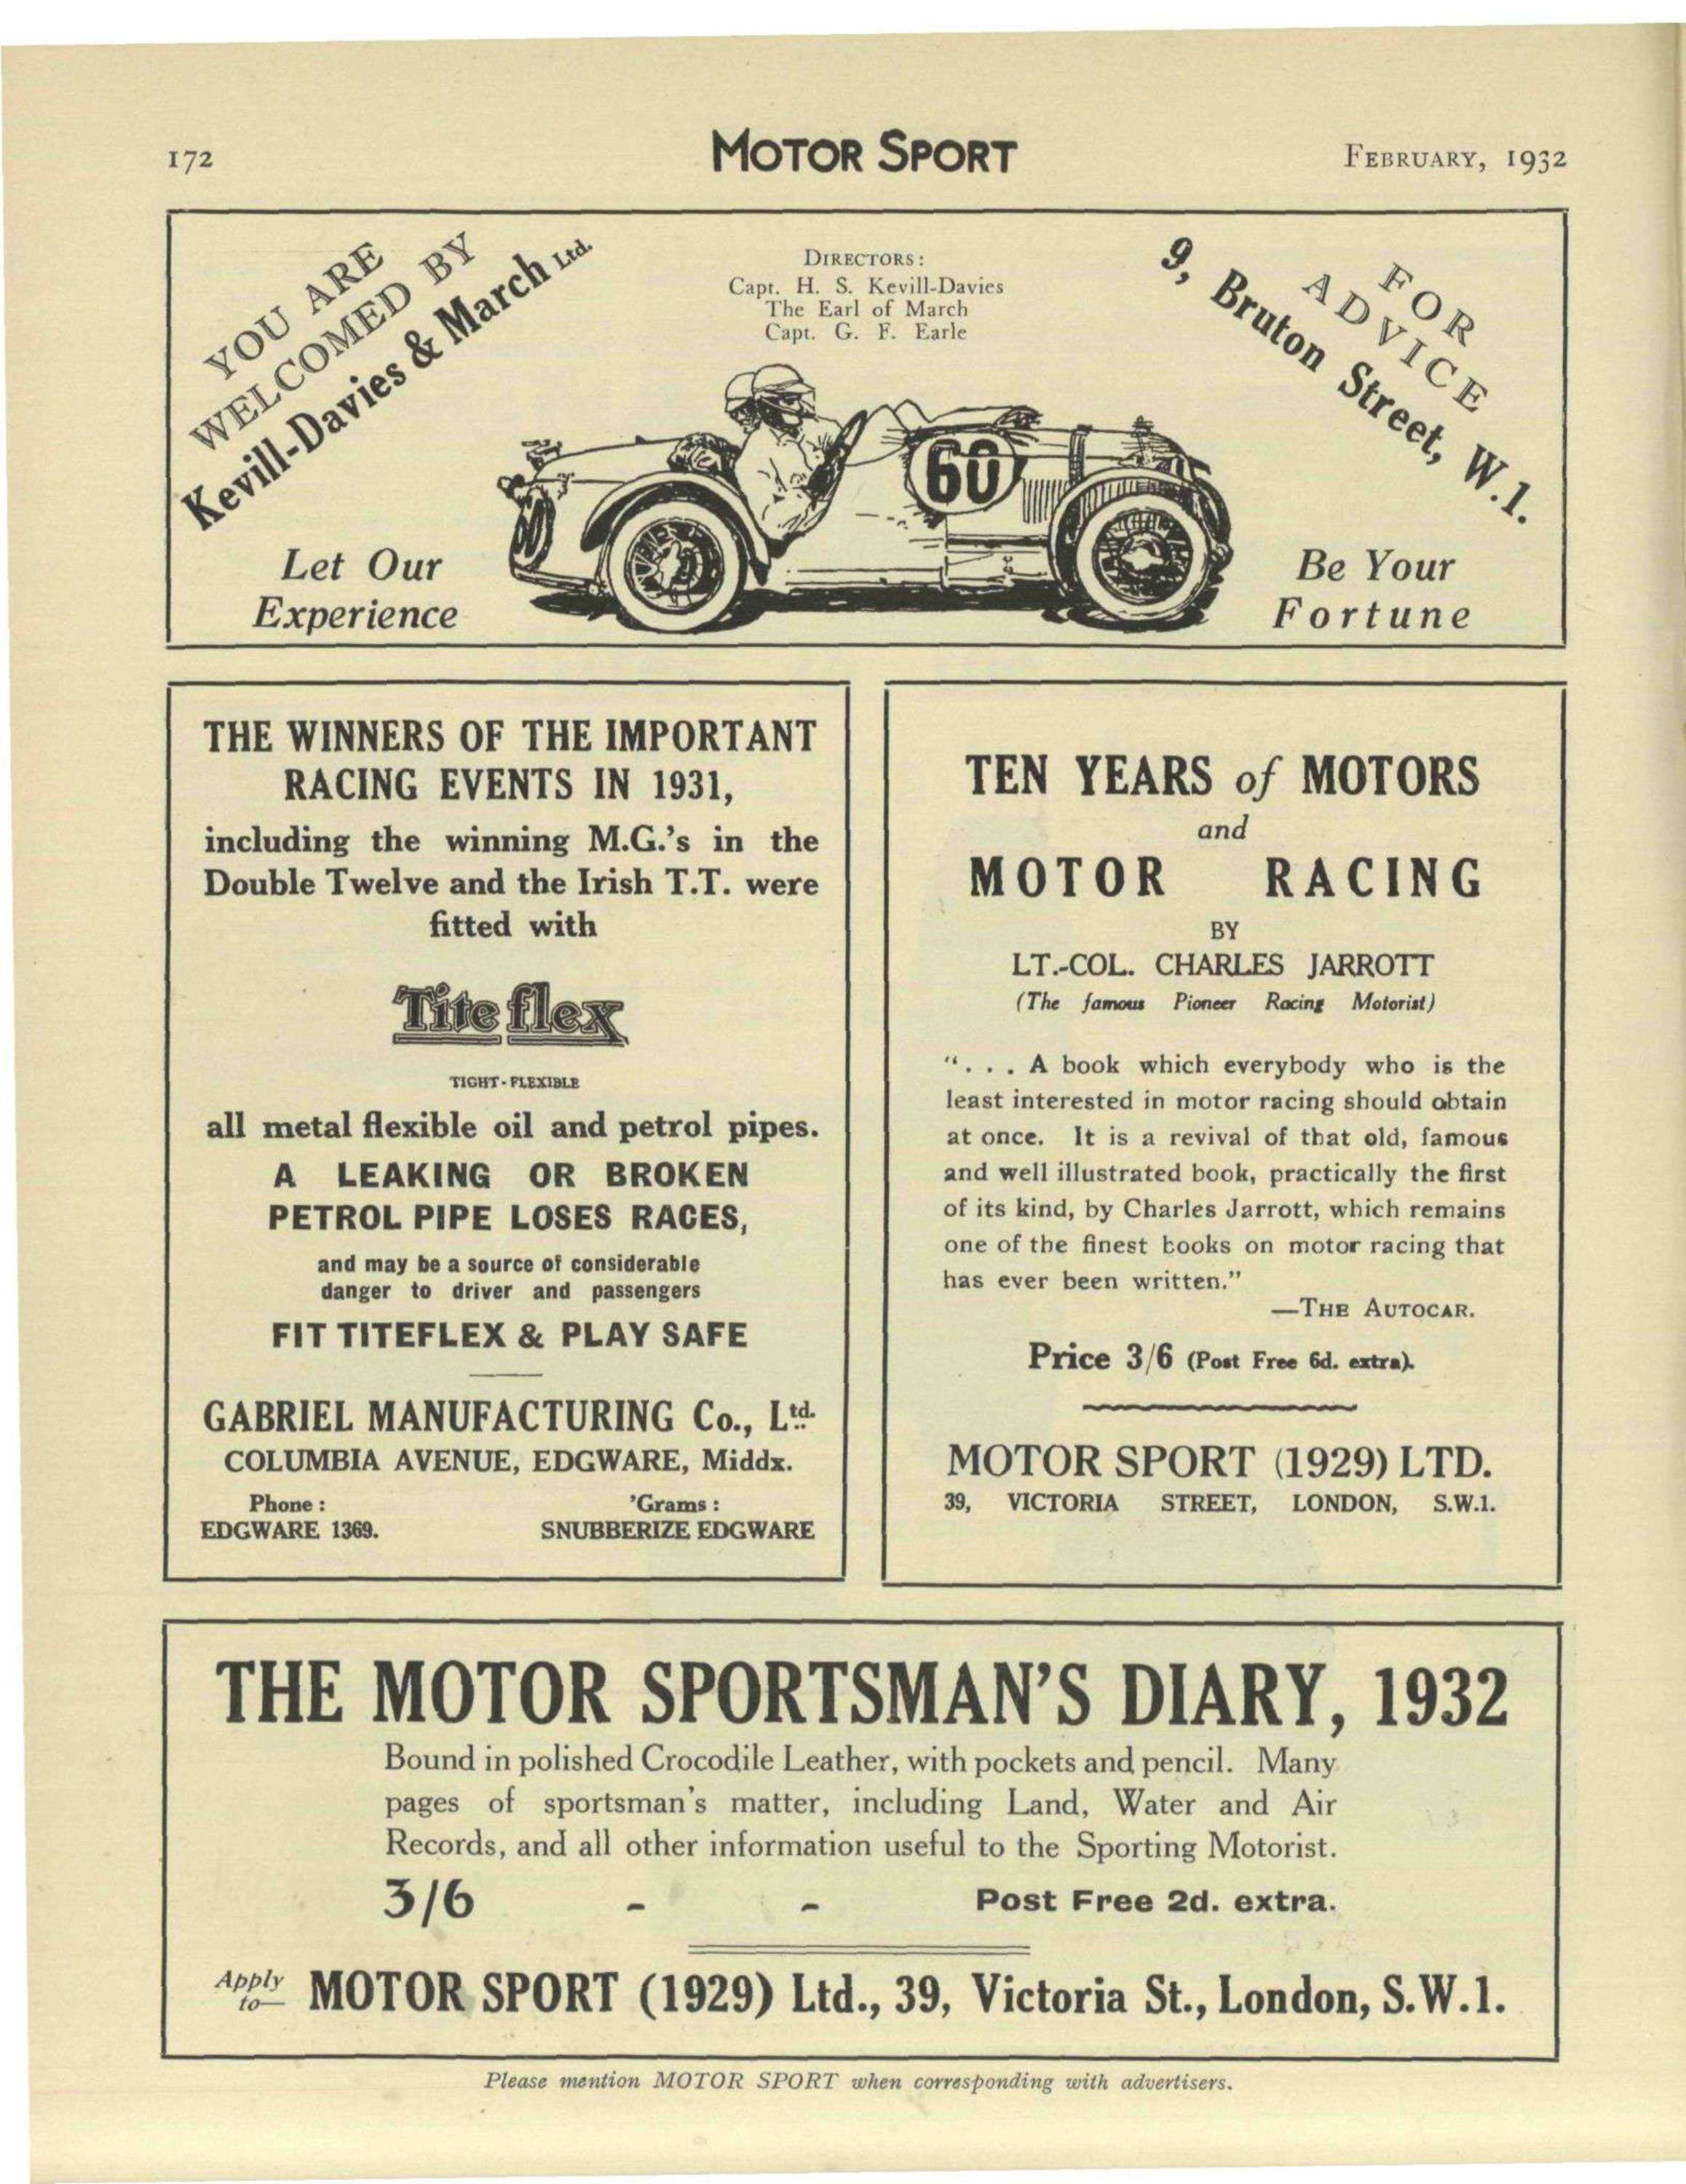 172
MOTOR SPORT
FEBRUARY, 1932
YOU ARE
WELCOMED BY
Kevill-Davies & March Ltd.
DIRECTORS:
Capt. H. S. Kevill-Davies
The Earl of March
Capt. G. F. Earle
FOR
ADVICE
9, Bruton Street, W.1.
60
Let Our
Experience
Be Your
Fortune
THE WINNERS OF THE IMPORTANT
RACING EVENTS IN 1931,
including the winning M.G.'s in the
Double Twelve and the Irish T.T. were
fitted with
Titeflex
TIGHT-FLEXIBLE
all metal flexible oil and petrol pipes.
A LEAKING OR BROKEN
PETROL PIPE LOSES RACES,
and may be a source of considerable
danger to driver and passengers
FIT TITEFLEX & PLAY SAFE
GABRIEL MANUFACTURING Co., Ltd.
COLUMBIA AVENUE, EDGWARE, Middx.
Phone: 'Grams:
EDGWARE 1369. SNUBBERIZE EDGWARE
TEN YEARS of MOTORS
and
MOTOR RACING
BY
LT.-COL. CHARLES JARROTT
(The famous Pioneer Racing Motorist)
". . . A book which everybody who is the
least interested in motor racing should obtain
at once. It is a revival of that old, famous
and well illustrated book, practically the first
of its kind, by Charles Jarrott, which remains
one of the finest books on motor racing that
has ever been written."
—THE AUTOCAR.
Price 3/6 (Post Free 6d. extra).
MOTOR SPORT (1929) LTD.
39, VICTORIA STREET, LONDON, S.W.1.
THE MOTOR SPORTSMAN'S DIARY, 1932
Bound in polished Crocodile Leather, with pockets and pencil. Many
pages of sportsman's matter, including Land, Water and Air
Records, and all other information useful to the Sporting Motorist.
3/6 - - Post Free 2d. extra.
Apply to— MOTOR SPORT (1929) Ltd., 39, Victoria St., London, S.W.1.
Please mention MOTOR SPORT when corresponding with advertisers.